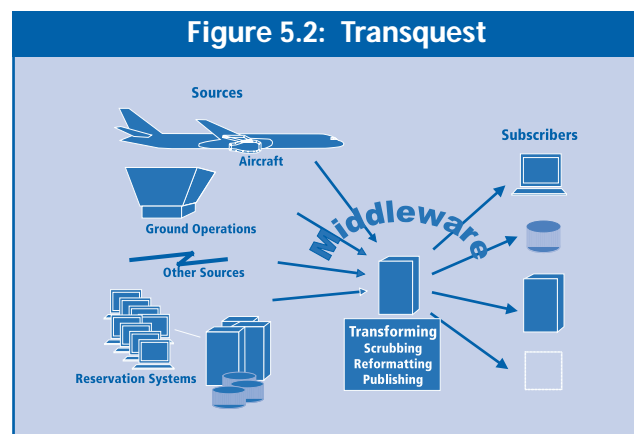 Figure 5.2: Transquest
Sources
Aircraft
Ground Operations
Other Sources
Reservation Systems
Middleware
Transforming
Scrubbing
Reformatting
Publishing
Subscribers